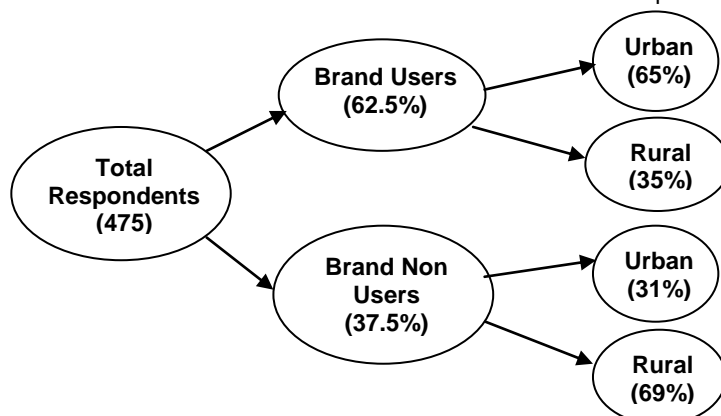 Total
Respondents
(475)
Brand Users
(62.5%)
Urban
(65%)
Rural
(35%)
Brand Non
Users
(37.5%)
Urban
(31%)
Rural
(69%)